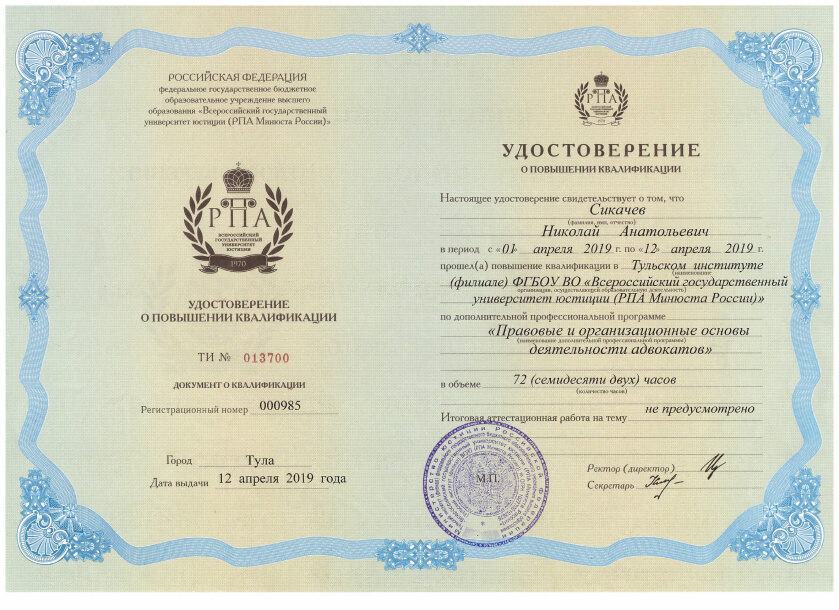 РОССИЙСКАЯ ФЕДЕРАЦИЯ
федеральное государственное бюджетное
образовательное учреждение высшего
образования «Всероссийский государственный
университет юстиции (РПА Минюста России)»
РПА
ВСЕРОССИЙСКИЙ
ГОСУДАРСТВЕННЫЙ
УНИВЕРСИТЕТ
ЮСТИЦИИ
1970
УДОСТОВЕРЕНИЕ
О ПОВЫШЕНИИ КВАЛИФИКАЦИИ
ТИ № 013700
ДОКУМЕНТ О КВАЛИФИКАЦИИ
Регистрационный номер 000985
Город Тула
Дата выдачи 12 апреля 2019 года
РПА
1970
УДОСТОВЕРЕНИЕ
О ПОВЫШЕНИИ КВАЛИФИКАЦИИ
Настоящее удостоверение свидетельствует о том, что
Сикачев
(фамилия, имя, отчество)
Николай Анатольевич
в период с «01» апреля 2019 г. по «12» апреля 2019 г.
прошел(а) повышение квалификации в Тульском институте
(наименование
(филиале) ФГБОУ ВО «Всероссийский государственный
организации, осуществляющей образовательную деятельность)
университет юстиции (РПА Минюста России)»
по дополнительной профессиональной программе
«Правовые и организационные основы
(наименование дополнительной профессиональной программы)
деятельности адвокатов»
в объеме 72 (семидесяти двух) часов
(количество часов)
Итоговая аттестационная работа на тему не предусмотрено
Министерство юстиции Российской Федерации
М.П.
Ректор (директор)
Секретарь